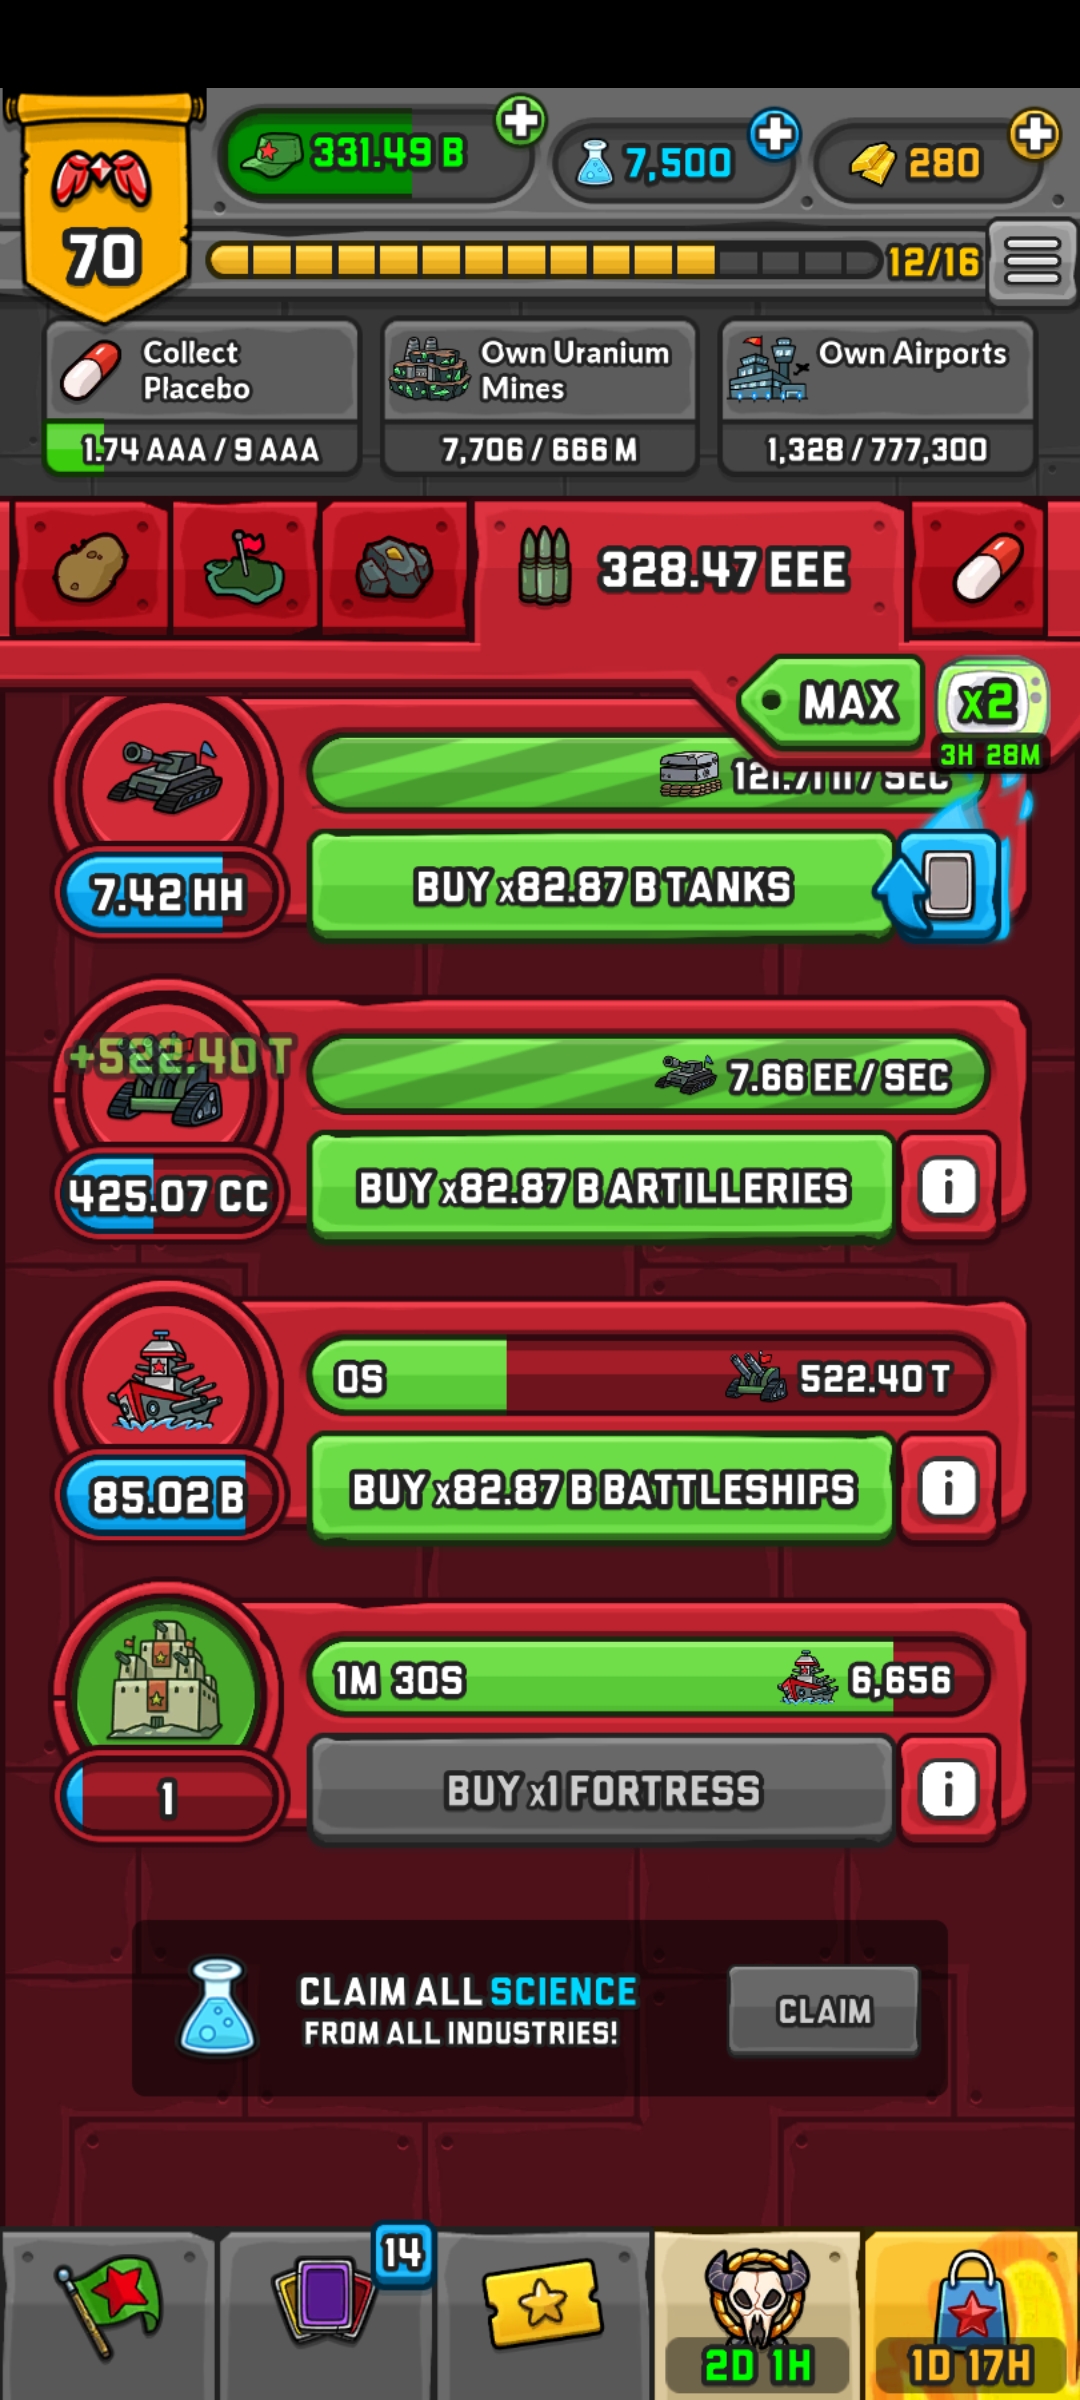 331.49 B
7,500
280
70
12/16
Collect
Placebo
Own Uranium
Mines
Own Airports
1.74 AAA / 9 AAA
7,706 / 666 M
1,328 / 777,300
328.47 EEE
MAX
x2
3H 28M
/ SEC
7.42 HH
BUY x82.87 B TANKS
+522.40 T
7.66 EE / SEC
425.07 CC
BUY x82.87 B ARTILLERIES
0S
522.40 T
85.02 B
BUY x82.87 B BATTLESHIPS
1M 30S
6,656
1
BUY x1 FORTRESS
CLAIM ALL SCIENCE
FROM ALL INDUSTRIES!
CLAIM
14
2D 1H
1D 17H